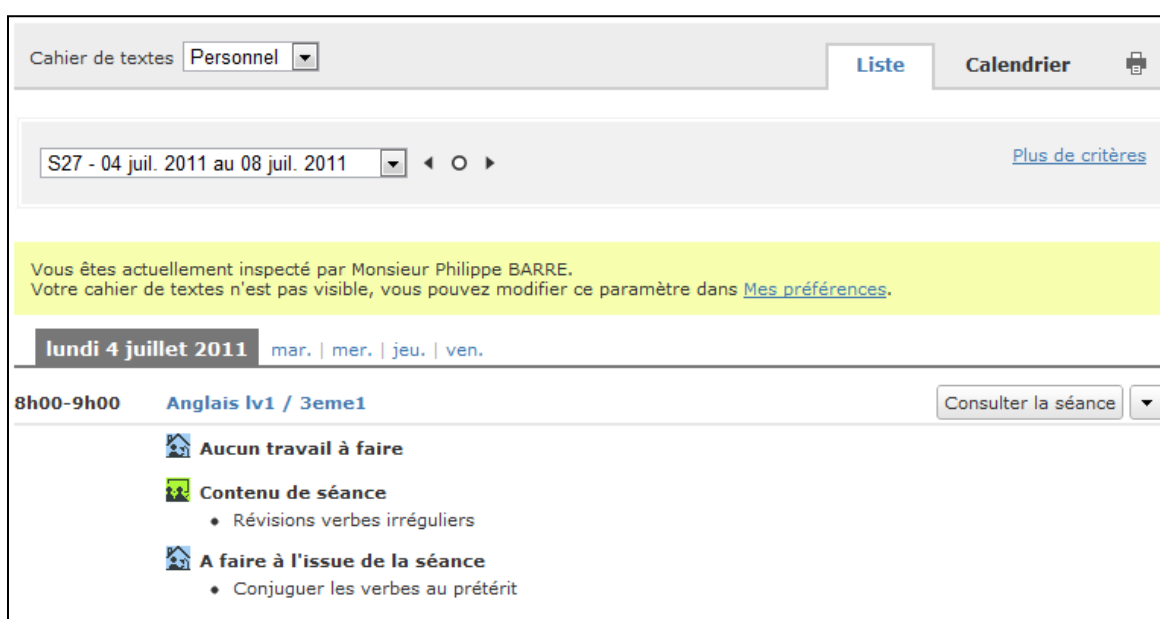 Cahier de textes Personnel
Liste Calendrier
S27 - 04 juil. 2011 au 08 juil. 2011
Plus de critères
Vous êtes actuellement inspecté par Monsieur Philippe BARRE.
Votre cahier de textes n'est pas visible, vous pouvez modifier ce paramètre dans Mes préférences.
lundi 4 juillet 2011 mar. | mer. | jeu. | ven.
8h00-9h00 Anglais lv1 / 3eme1 Consulter la séance
Aucun travail à faire
Contenu de séance
• Révisions verbes irréguliers
A faire à l'issue de la séance
• Conjuguer les verbes au prétérit